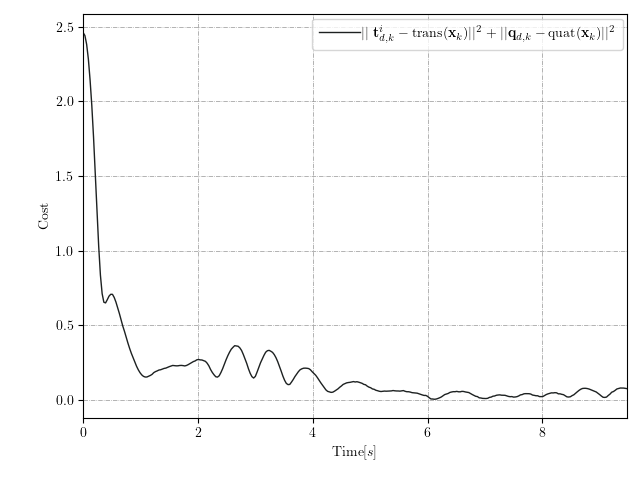 2.5
|| t^i_{d,k} − trans(x_k)||^2 + ||q_{d,k} − quat(x_k)||^2
2.0
1.5
1.0
0.5
0.0
Cost
0 2 4 6 8
Time[s]